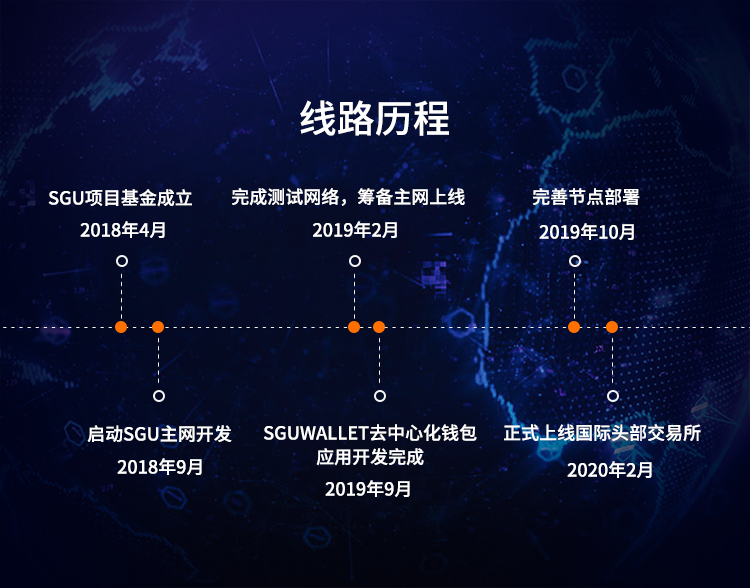 线路历程
SGU项目基金成立
2018年4月
完成测试网络，筹备主网上线
2019年2月
完善节点部署
2019年10月
启动SGU主网开发
2018年9月
SGUWALLET去中心化钱包
应用开发完成
2019年9月
正式上线国际头部交易所
2020年2月